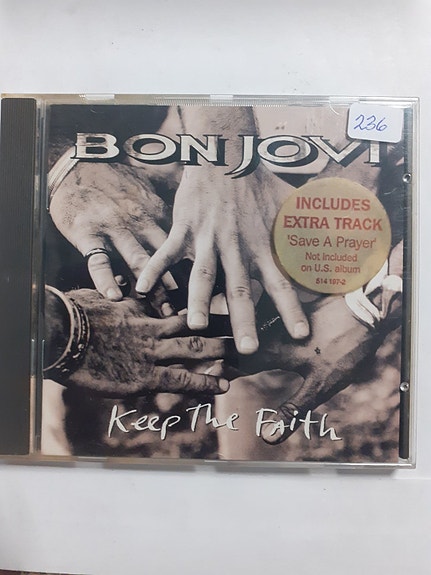 236
BON JOVI
INCLUDES
EXTRA TRACK
'Save A Prayer'
Not Included
on U.S. album
514 197-2
Keep The Faith